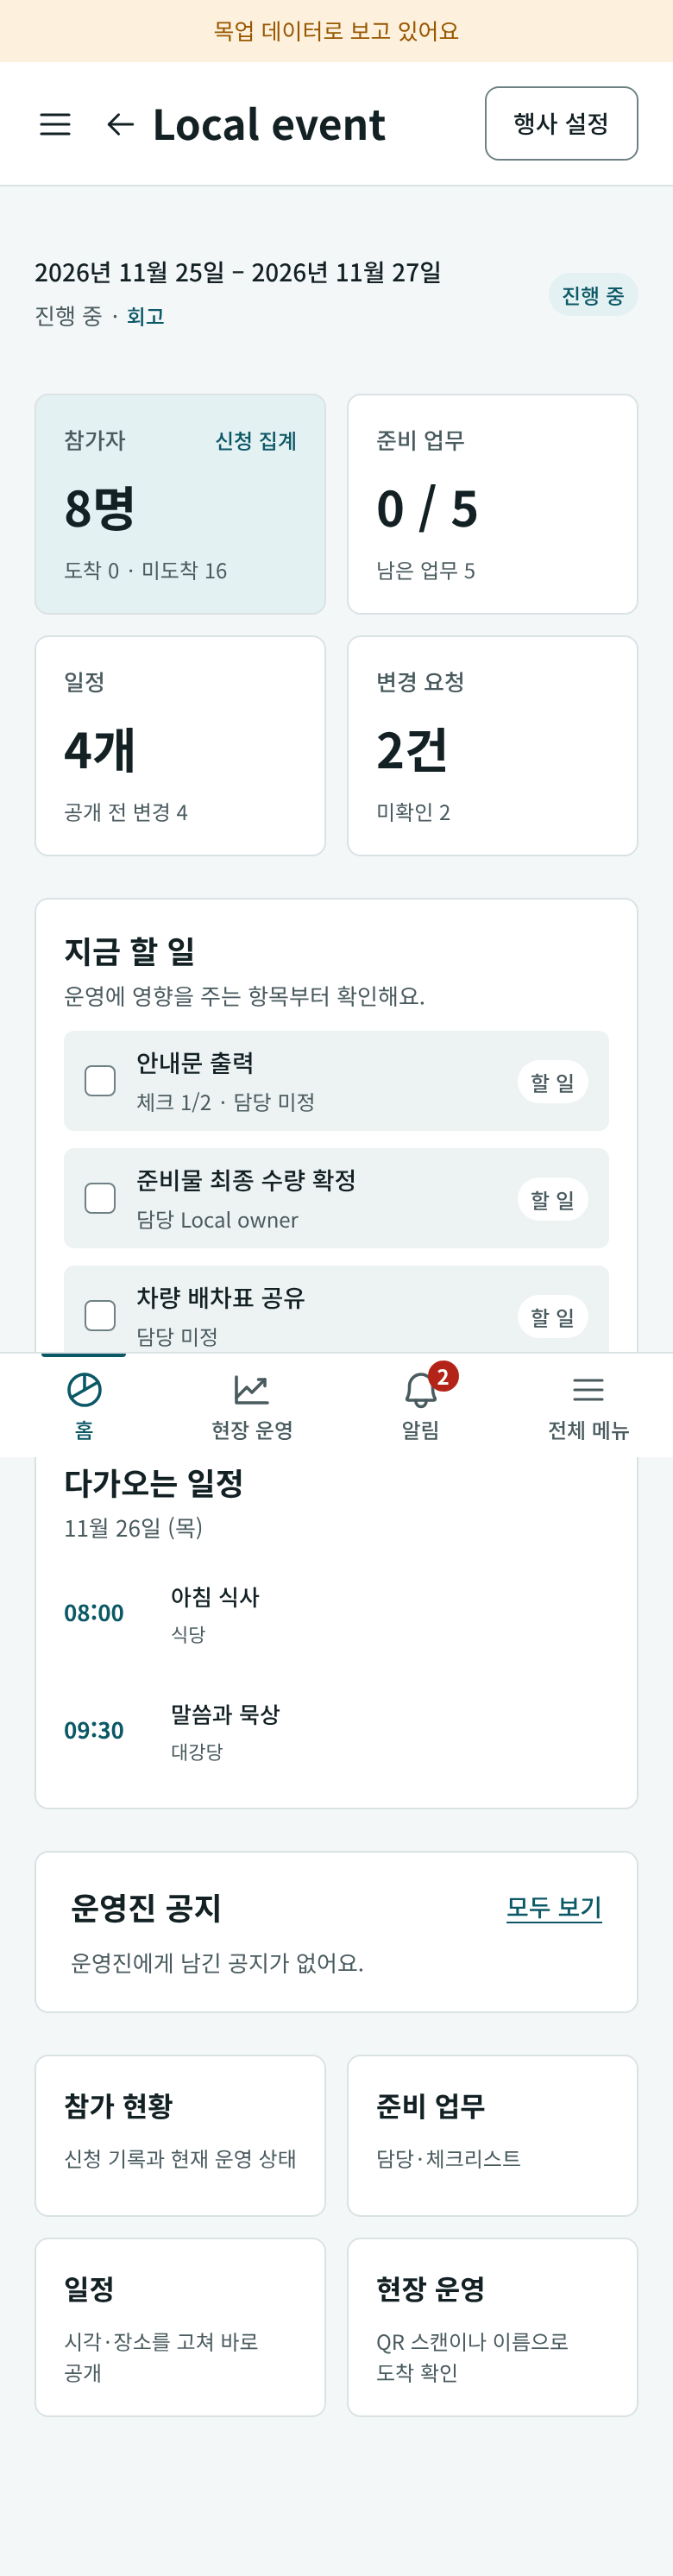 목업 데이터로 보고 있어요
Local event
행사 설정
2026년 11월 25일 – 2026년 11월 27일
진행 중 · 회고
진행 중
참가자
신청 집계
8명
도착 0 · 미도착 16
준비 업무
0 / 5
남은 업무 5
일정
4개
공개 전 변경 4
변경 요청
2건
미확인 2
지금 할 일
운영에 영향을 주는 항목부터 확인해요.
안내문 출력
체크 1/2 · 담당 미정
할 일
준비물 최종 수량 확정
담당 Local owner
할 일
차량 배차표 공유
담당 미정
할 일
홈
현장 운영
2
알림
전체 메뉴
다가오는 일정
11월 26일 (목)
08:00
아침 식사
식당
09:30
말씀과 묵상
대강당
운영진 공지
모두 보기
운영진에게 남긴 공지가 없어요.
참가 현황
신청 기록과 현재 운영 상태
준비 업무
담당·체크리스트
일정
시각·장소를 고쳐 바로
공개
현장 운영
QR 스캔이나 이름으로
도착 확인